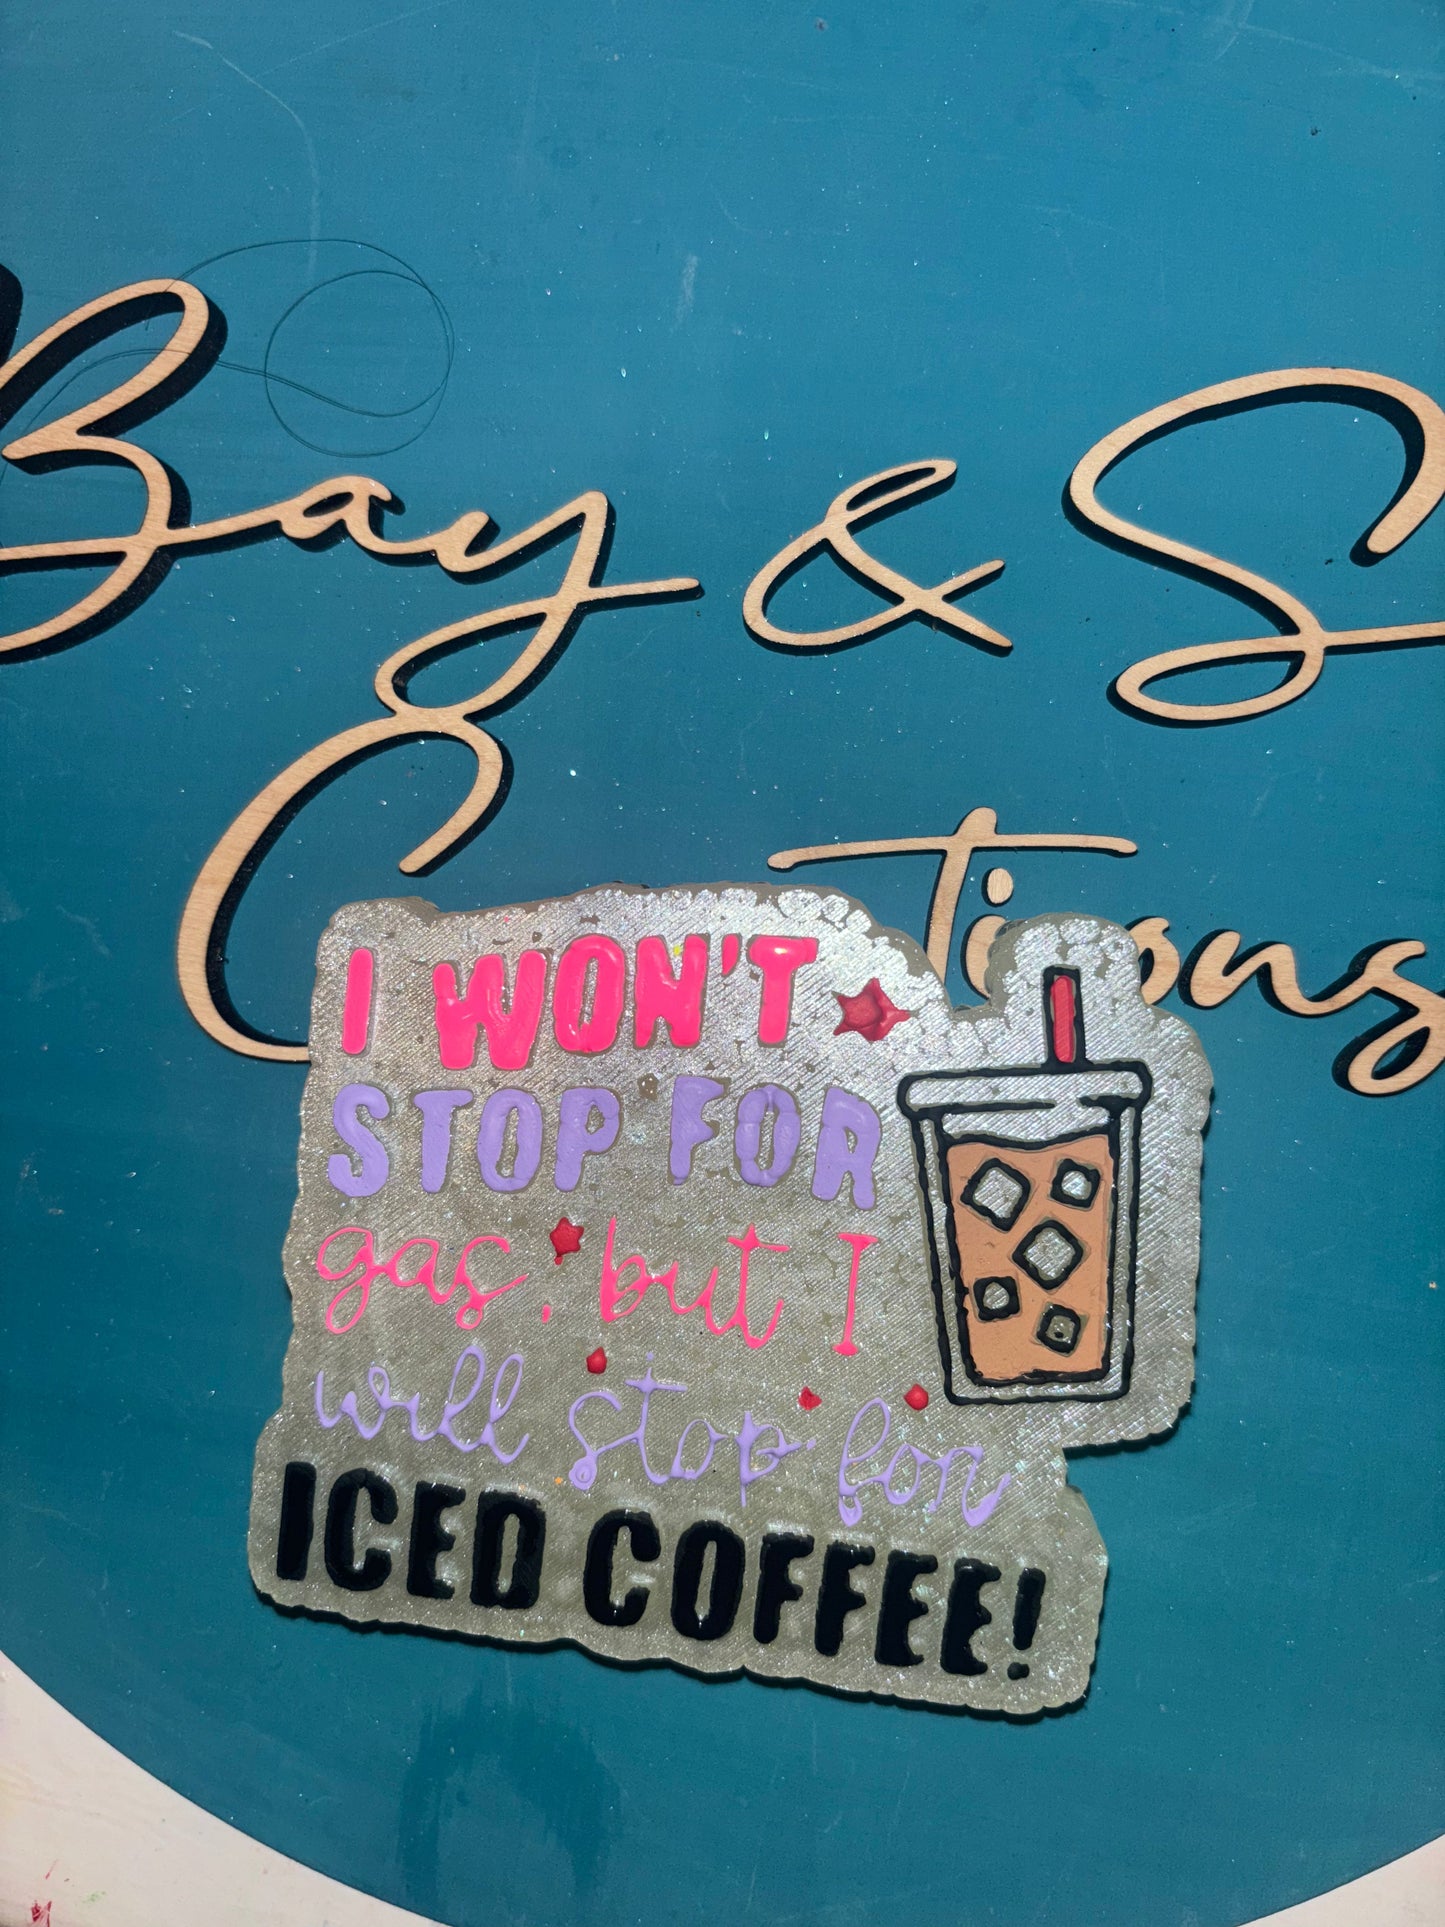 Bay & S
C tions
I WON'T
STOP FOR
gas, but I
will stop for
ICED COFFEE!